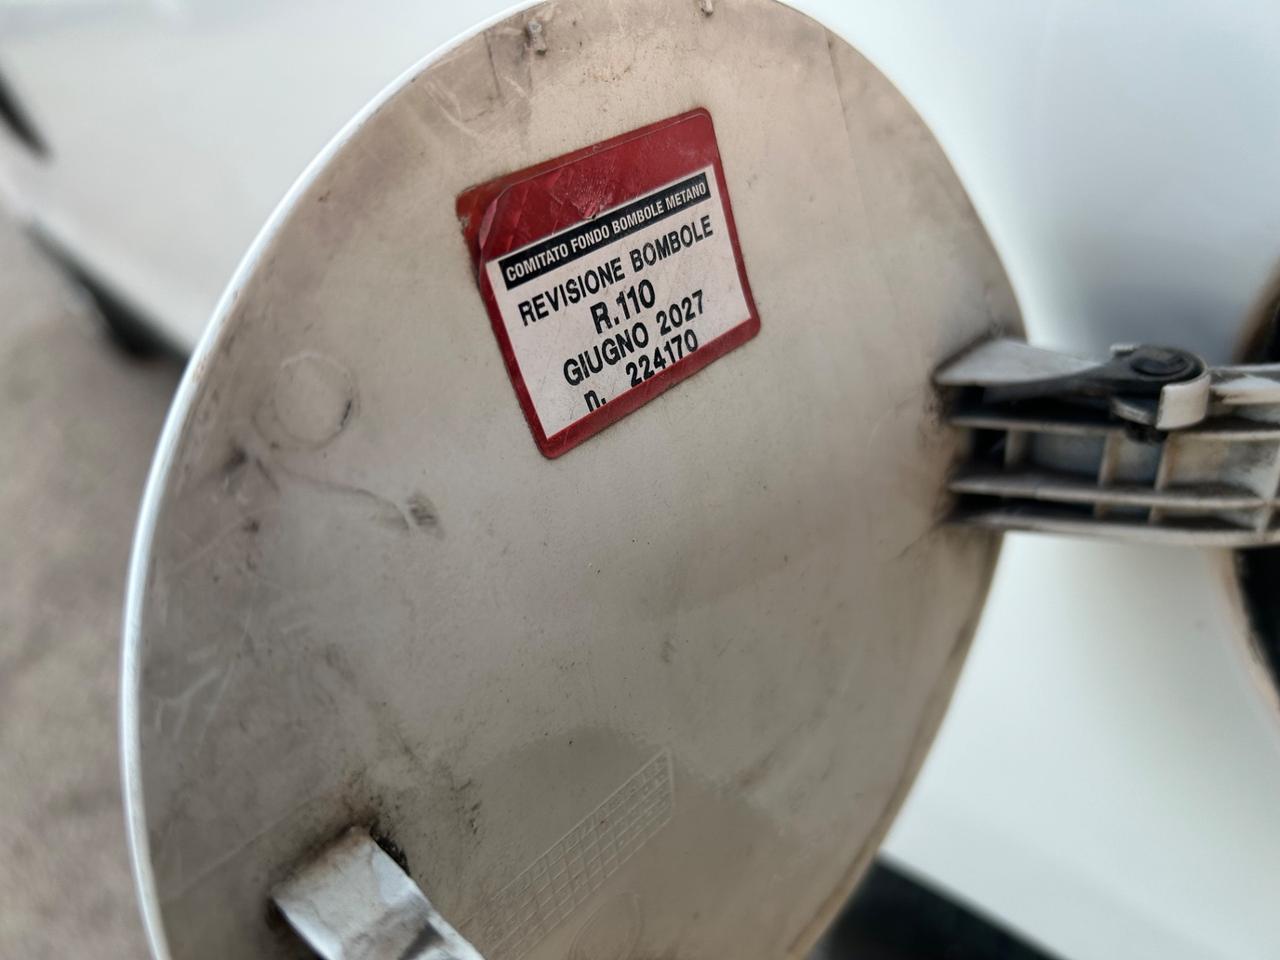 COMITATO FONDO BOMBOLE METANO
REVISIONE BOMBOLE
R.110
GIUGNO 2027
n. 224170